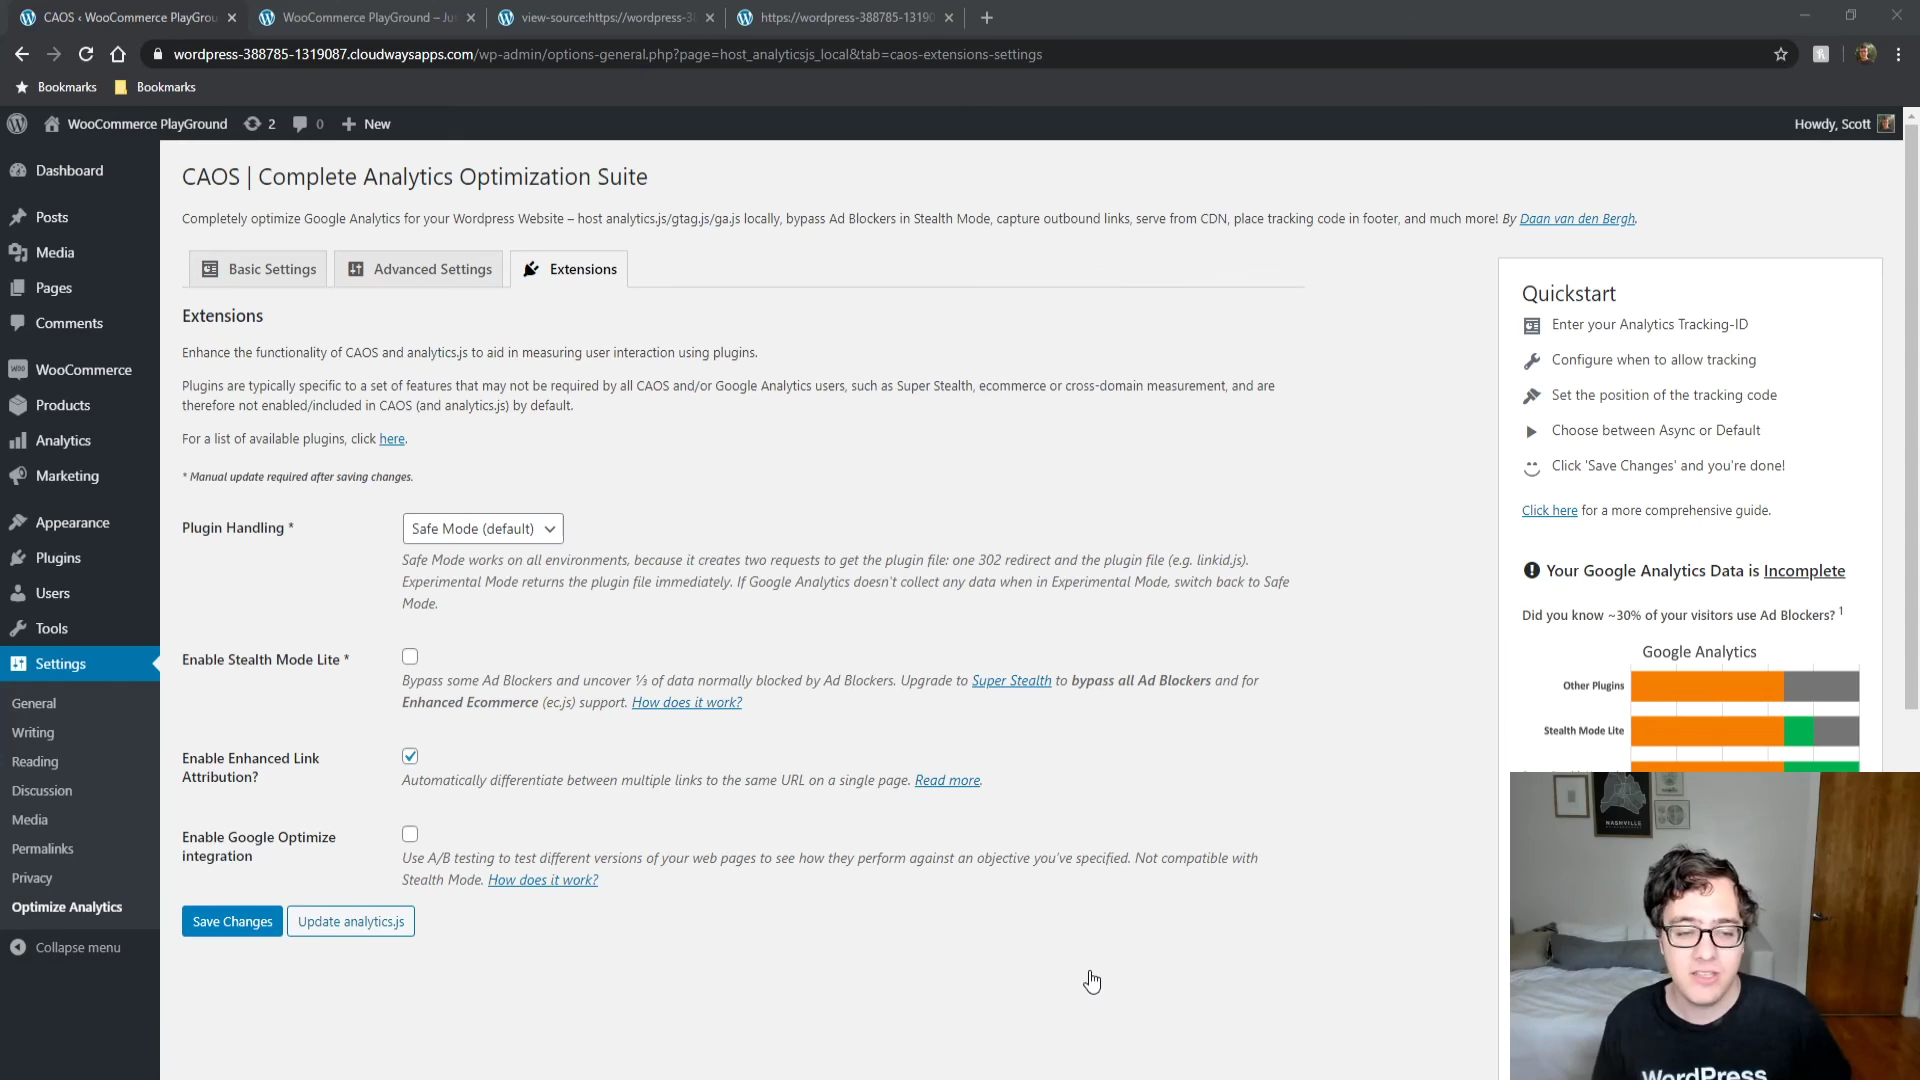 CAOS ‹ WooCommerce PlayGrou
WooCommerce PlayGround – Ju
view-source:https://wordpress-3
https://wordpress-388785-1319
wordpress-388785-1319087.cloudwaysapps.com/wp-admin/options-general.php?page=host_analyticsjs_local&tab=caos-extensions-settings
Bookmarks
Bookmarks
WooCommerce PlayGround
2
0
New
Howdy, Scott
Dashboard
Posts
Media
Pages
Comments
WooCommerce
Products
Analytics
Marketing
Appearance
Plugins
Users
Tools
Settings
General
Writing
Reading
Discussion
Media
Permalinks
Privacy
Optimize Analytics
Collapse menu
CAOS | Complete Analytics Optimization Suite
Completely optimize Google Analytics for your Wordpress Website – host analytics.js/gtag.js/ga.js locally, bypass Ad Blockers in Stealth Mode, capture outbound links, serve from CDN, place tracking code in footer, and much more! By Daan van den Bergh.
Basic Settings
Advanced Settings
Extensions
Extensions
Enhance the functionality of CAOS and analytics.js to aid in measuring user interaction using plugins.
Plugins are typically specific to a set of features that may not be required by all CAOS and/or Google Analytics users, such as Super Stealth, ecommerce or cross-domain measurement, and are
therefore not enabled/included in CAOS (and analytics.js) by default.
For a list of available plugins, click here.
* Manual update required after saving changes.
Plugin Handling *
Safe Mode (default)
Safe Mode works on all environments, because it creates two requests to get the plugin file: one 302 redirect and the plugin file (e.g. linkid.js).
Experimental Mode returns the plugin file immediately. If Google Analytics doesn't collect any data when in Experimental Mode, switch back to Safe
Mode.
Enable Stealth Mode Lite *
Bypass some Ad Blockers and uncover ⅓ of data normally blocked by Ad Blockers. Upgrade to Super Stealth to bypass all Ad Blockers and for
Enhanced Ecommerce (ec.js) support. How does it work?
Enable Enhanced Link
Attribution?
Automatically differentiate between multiple links to the same URL on a single page. Read more.
Enable Google Optimize
integration
Use A/B testing to test different versions of your web pages to see how they perform against an objective you've specified. Not compatible with
Stealth Mode. How does it work?
Save Changes
Update analytics.js
Quickstart
Enter your Analytics Tracking-ID
Configure when to allow tracking
Set the position of the tracking code
Choose between Async or Default
Click 'Save Changes' and you're done!
Click here for a more comprehensive guide.
Your Google Analytics Data is Incomplete
Did you know ~30% of your visitors use Ad Blockers? 1
Google Analytics
Other Plugins
Stealth Mode Lite
NASHVILLE
WordPress